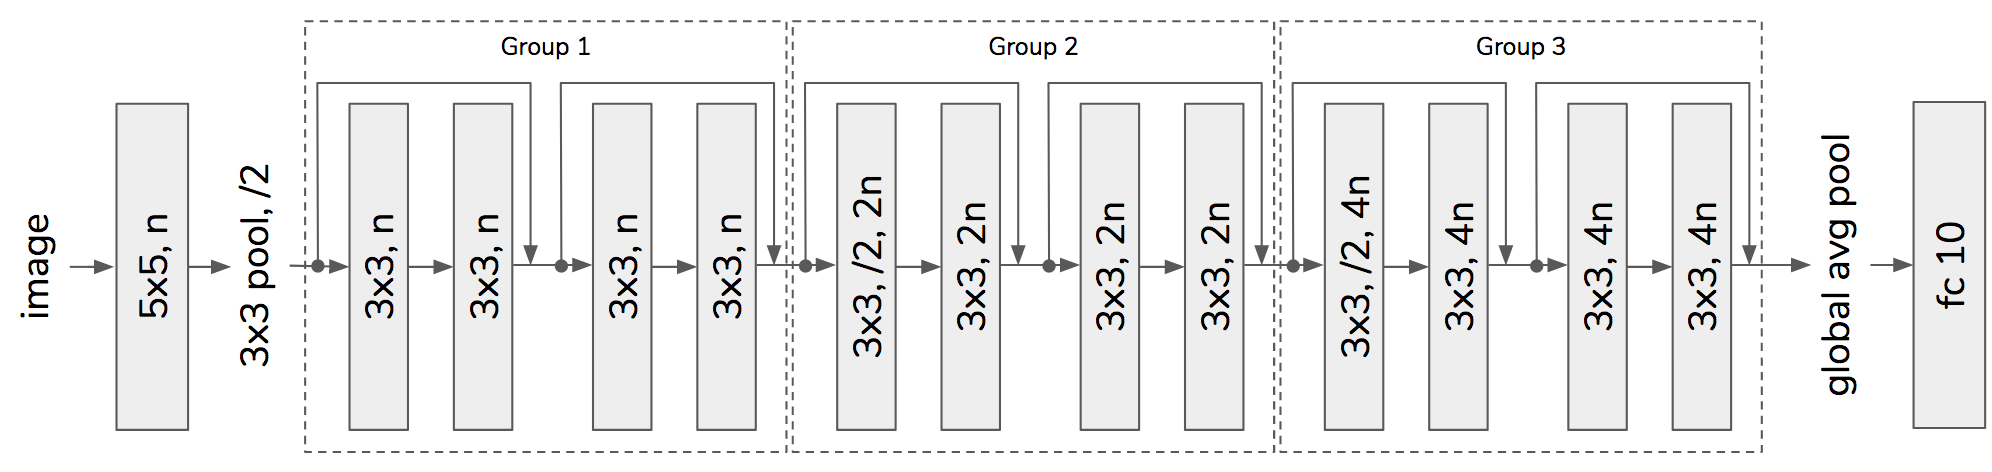 image
5x5, n
3x3 pool, /2
Group 1
3x3, n
3x3, n
3x3, n
3x3, n
Group 2
3x3, /2, 2n
3x3, 2n
3x3, 2n
3x3, 2n
Group 3
3x3, /2, 4n
3x3, 4n
3x3, 4n
3x3, 4n
global avg pool
fc 10